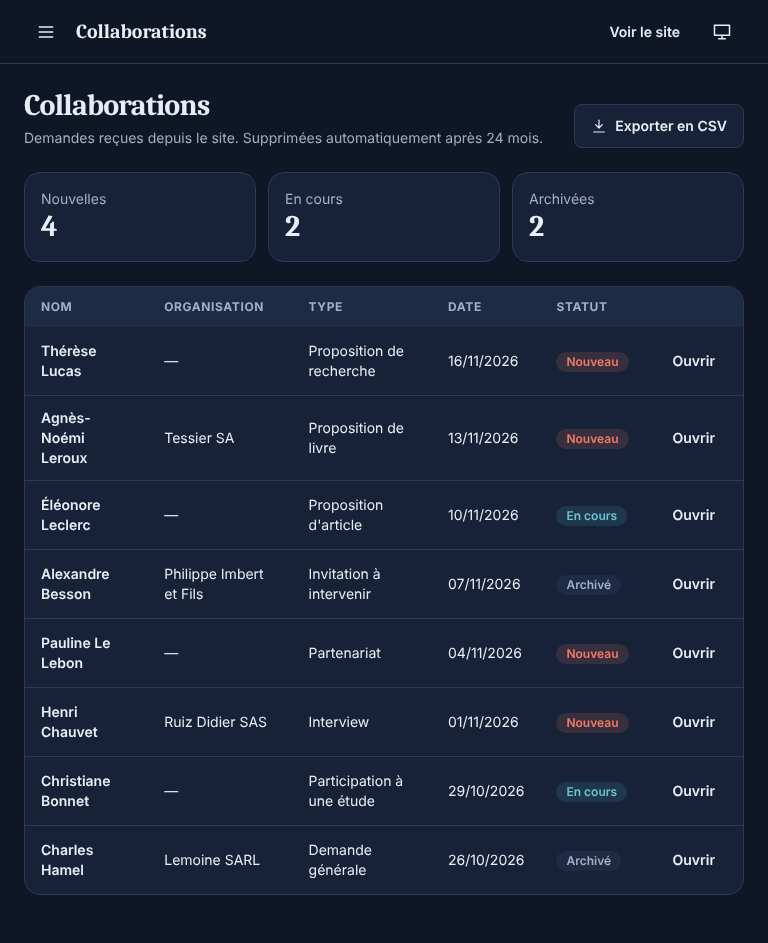 Collaborations
Voir le site
Collaborations
Demandes reçues depuis le site. Supprimées automatiquement après 24 mois.
Exporter en CSV
Nouvelles
4
En cours
2
Archivées
2
NOM ORGANISATION TYPE DATE STATUT
Thérèse Lucas — Proposition de recherche 16/11/2026 Nouveau Ouvrir
Agnès-Noémi Leroux Tessier SA Proposition de livre 13/11/2026 Nouveau Ouvrir
Éléonore Leclerc — Proposition d'article 10/11/2026 En cours Ouvrir
Alexandre Besson Philippe Imbert et Fils Invitation à intervenir 07/11/2026 Archivé Ouvrir
Pauline Le Lebon — Partenariat 04/11/2026 Nouveau Ouvrir
Henri Chauvet Ruiz Didier SAS Interview 01/11/2026 Nouveau Ouvrir
Christiane Bonnet — Participation à une étude 29/10/2026 En cours Ouvrir
Charles Hamel Lemoine SARL Demande générale 26/10/2026 Archivé Ouvrir